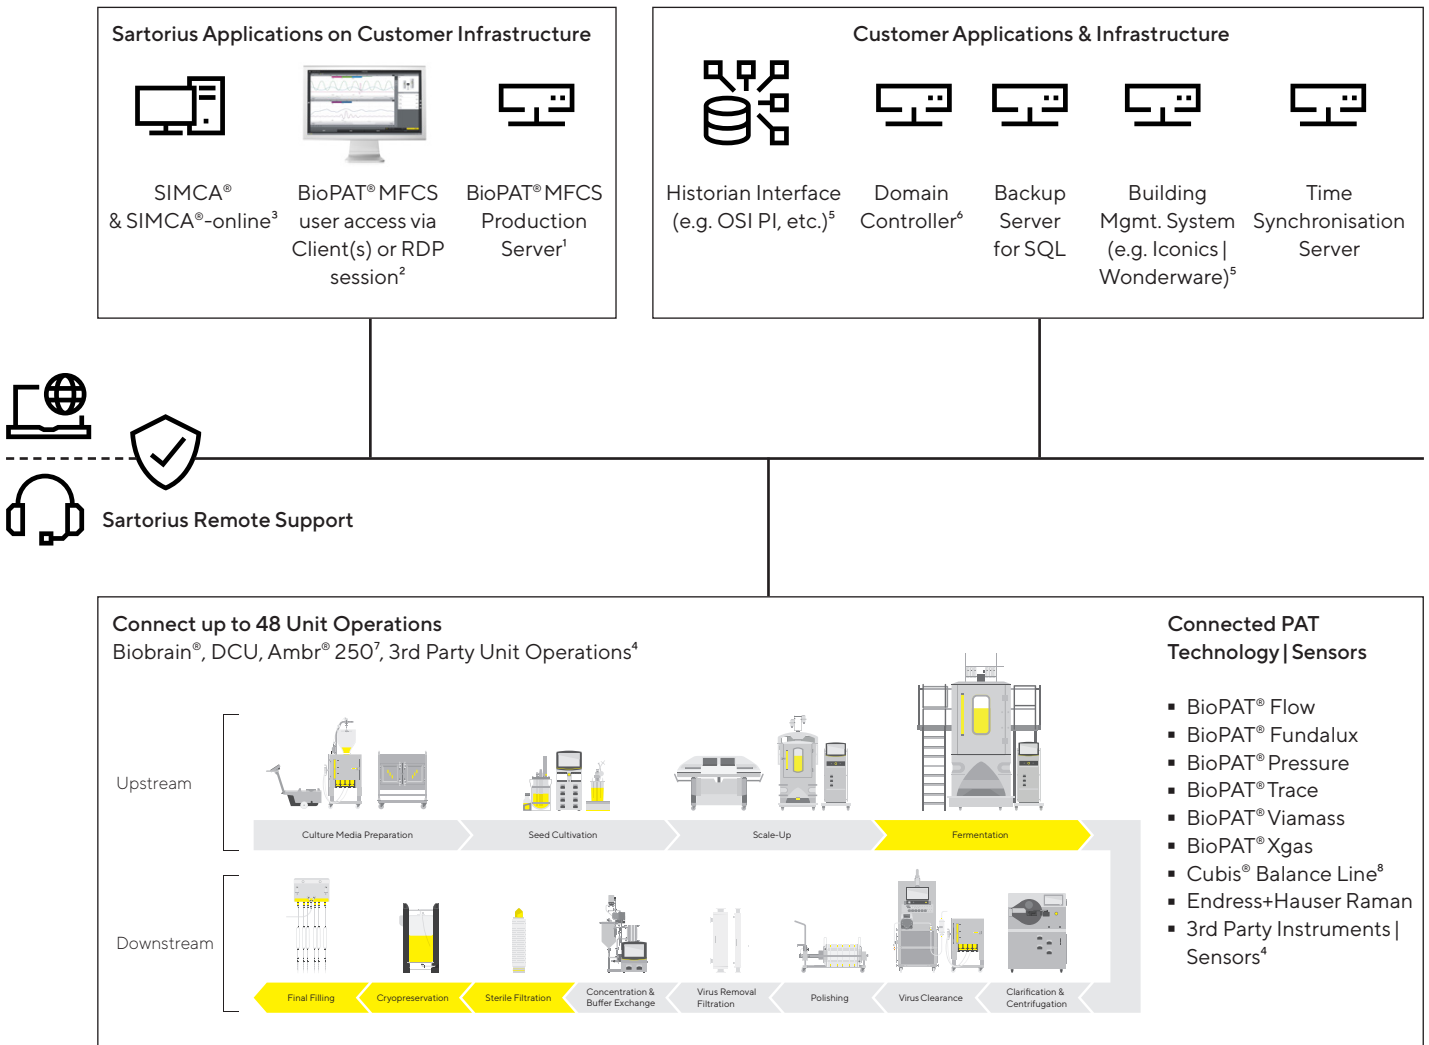 Sartorius Applications on Customer Infrastructure
SIMCA®
& SIMCA®-online³
BioPAT® MFCS
user access via
Client(s) or RDP
session²
BioPAT® MFCS
Production
Server¹
Customer Applications & Infrastructure
Historian Interface
(e.g. OSI PI, etc.)⁵
Domain
Controller⁶
Backup
Server
for SQL
Building
Mgmt. System
(e.g. Iconics |
Wonderware)⁵
Time
Synchronisation
Server
Sartorius Remote Support
Connect up to 48 Unit Operations
Biobrain®, DCU, Ambr® 250⁷, 3rd Party Unit Operations⁴
Upstream
Culture Media Preparation
Seed Cultivation
Scale-Up
Fermentation
Downstream
Final Filling
Cryopreservation
Sterile Filtration
Concentration &
Buffer Exchange
Virus Removal
Filtration
Polishing
Virus Clearance
Clarification &
Centrifugation
Connected PAT
Technology | Sensors
▪ BioPAT® Flow
▪ BioPAT® Fundalux
▪ BioPAT® Pressure
▪ BioPAT® Trace
▪ BioPAT® Viamass
▪ BioPAT® Xgas
▪ Cubis® Balance Line⁸
▪ Endress+Hauser Raman
▪ 3rd Party Instruments |
Sensors⁴